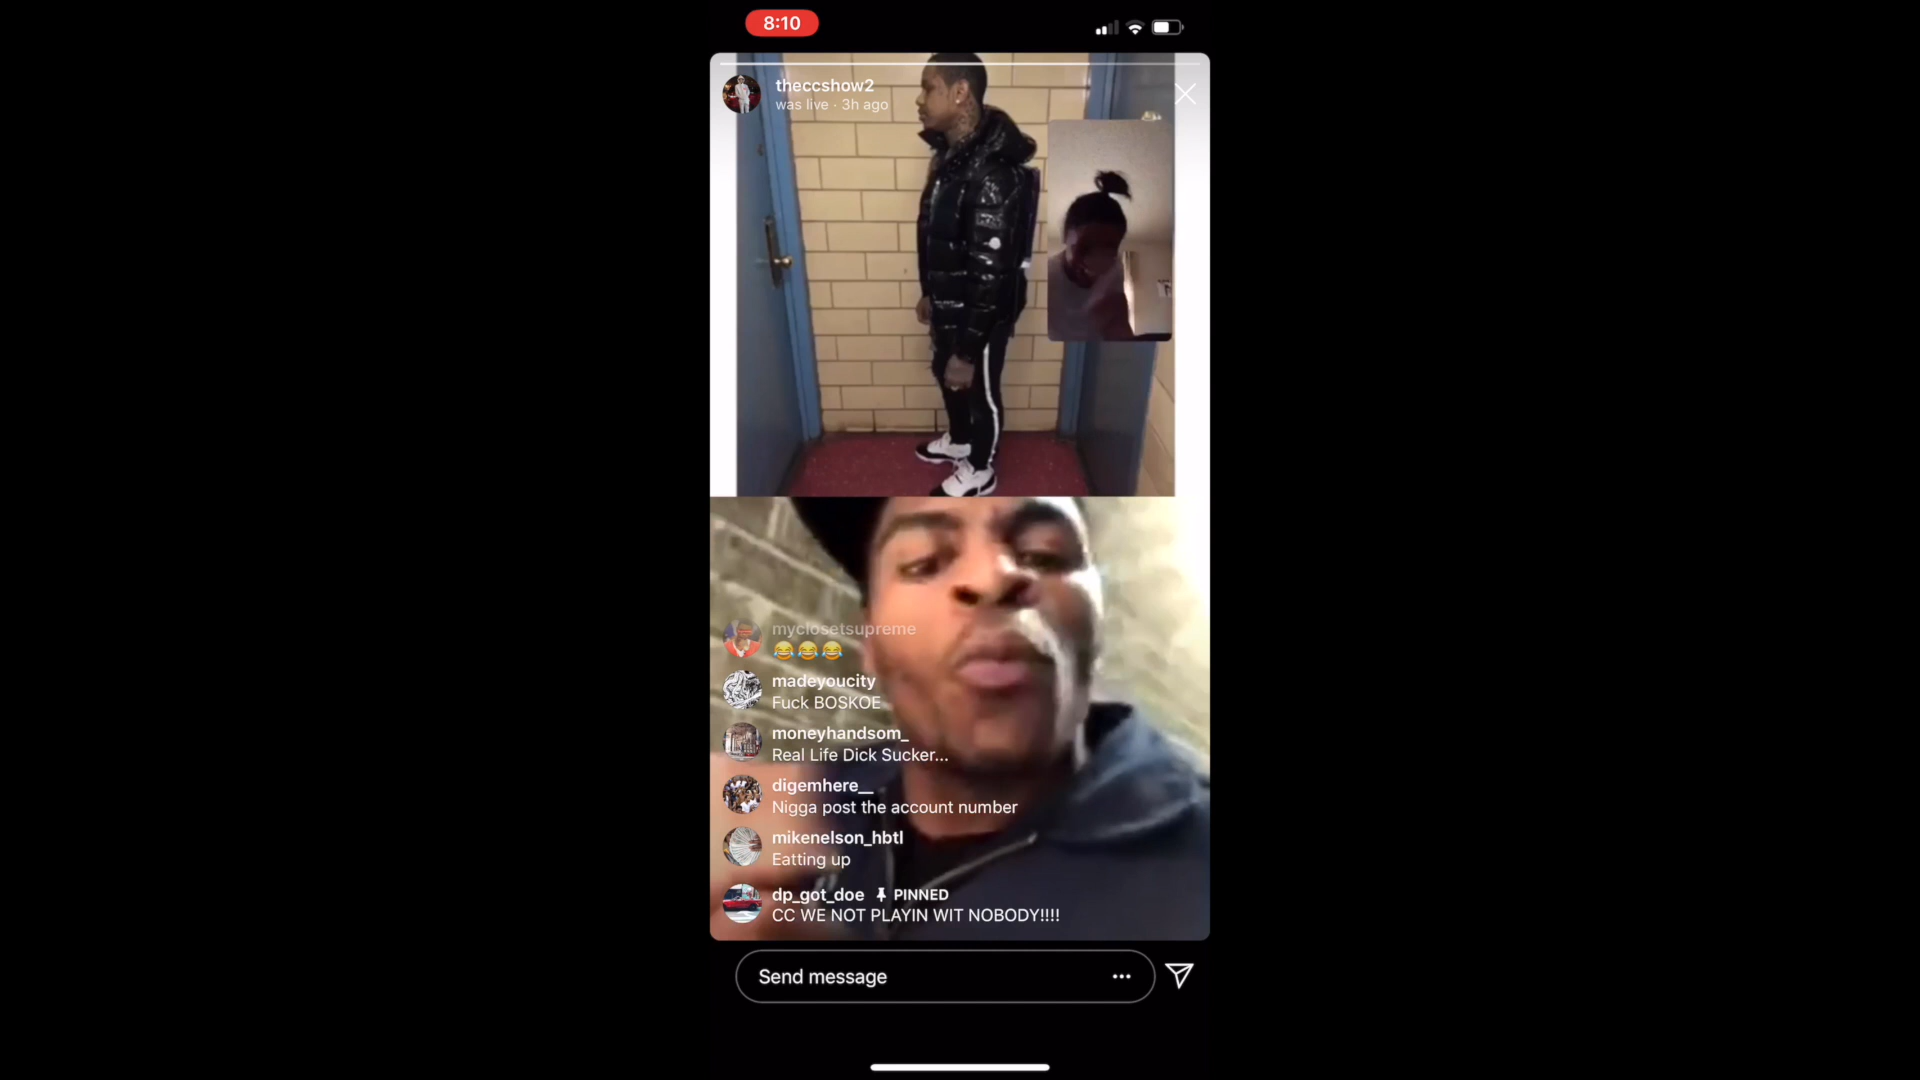 8:10
theccshow2
was live · 3h ago
myclosetsupreme
😂😂😂
madeyoucity
Fuck BOSKOE
moneyhandsom_
Real Life Dick Sucker...
digemhere__
Nigga post the account number
mikenelson_hbtl
Eatting up
dp_got_doe PINNED
CC WE NOT PLAYIN WIT NOBODY!!!!
Send message